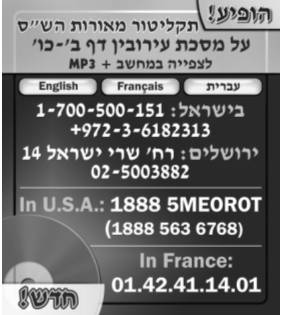 הופיע!
תקליטור מאורות הש״ס
על מסכת עירובין דף ב׳-כו׳
לצפייה במחשב + MP3
English Français עברית
בישראל: 1-700-500-151
+972-3-6182313
ירושלים: רח׳ שרי ישראל 14
02-5003882
In U.S.A.: 1888 5MEOROT
(1888 563 6768)
In France:
01.42.41.14.01
חדש!